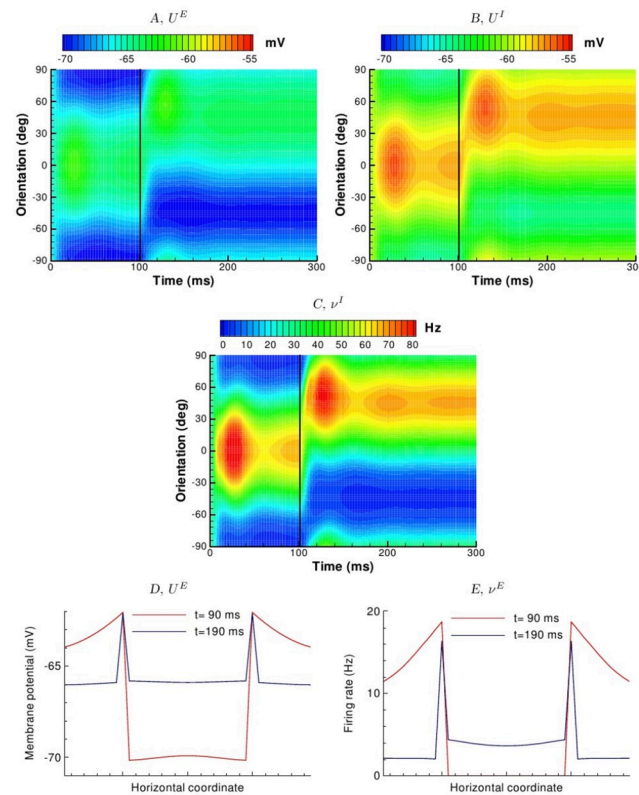 A, U^E
-70 -65 -60 -55 mV
90
60
30
0
-30
-60
-90
Orientation (deg)
0 100 200 300
Time (ms)
B, U^I
-70 -65 -60 -55 mV
90
60
30
0
-30
-60
-90
Orientation (deg)
0 100 200 30
Time (ms)
C, ν^I
0 10 20 30 40 50 60 70 80 Hz
90
60
30
0
-30
-60
-90
Orientation (deg)
0 100 200 300
Time (ms)
D, U^E
t= 90 ms
t=190 ms
-65
-70
Membrane potential (mV)
Horizontal coordinate
E, ν^E
t= 90 ms
t=190 ms
20
16
12
8
4
0
Firing rate (Hz)
Horizontal coordinate